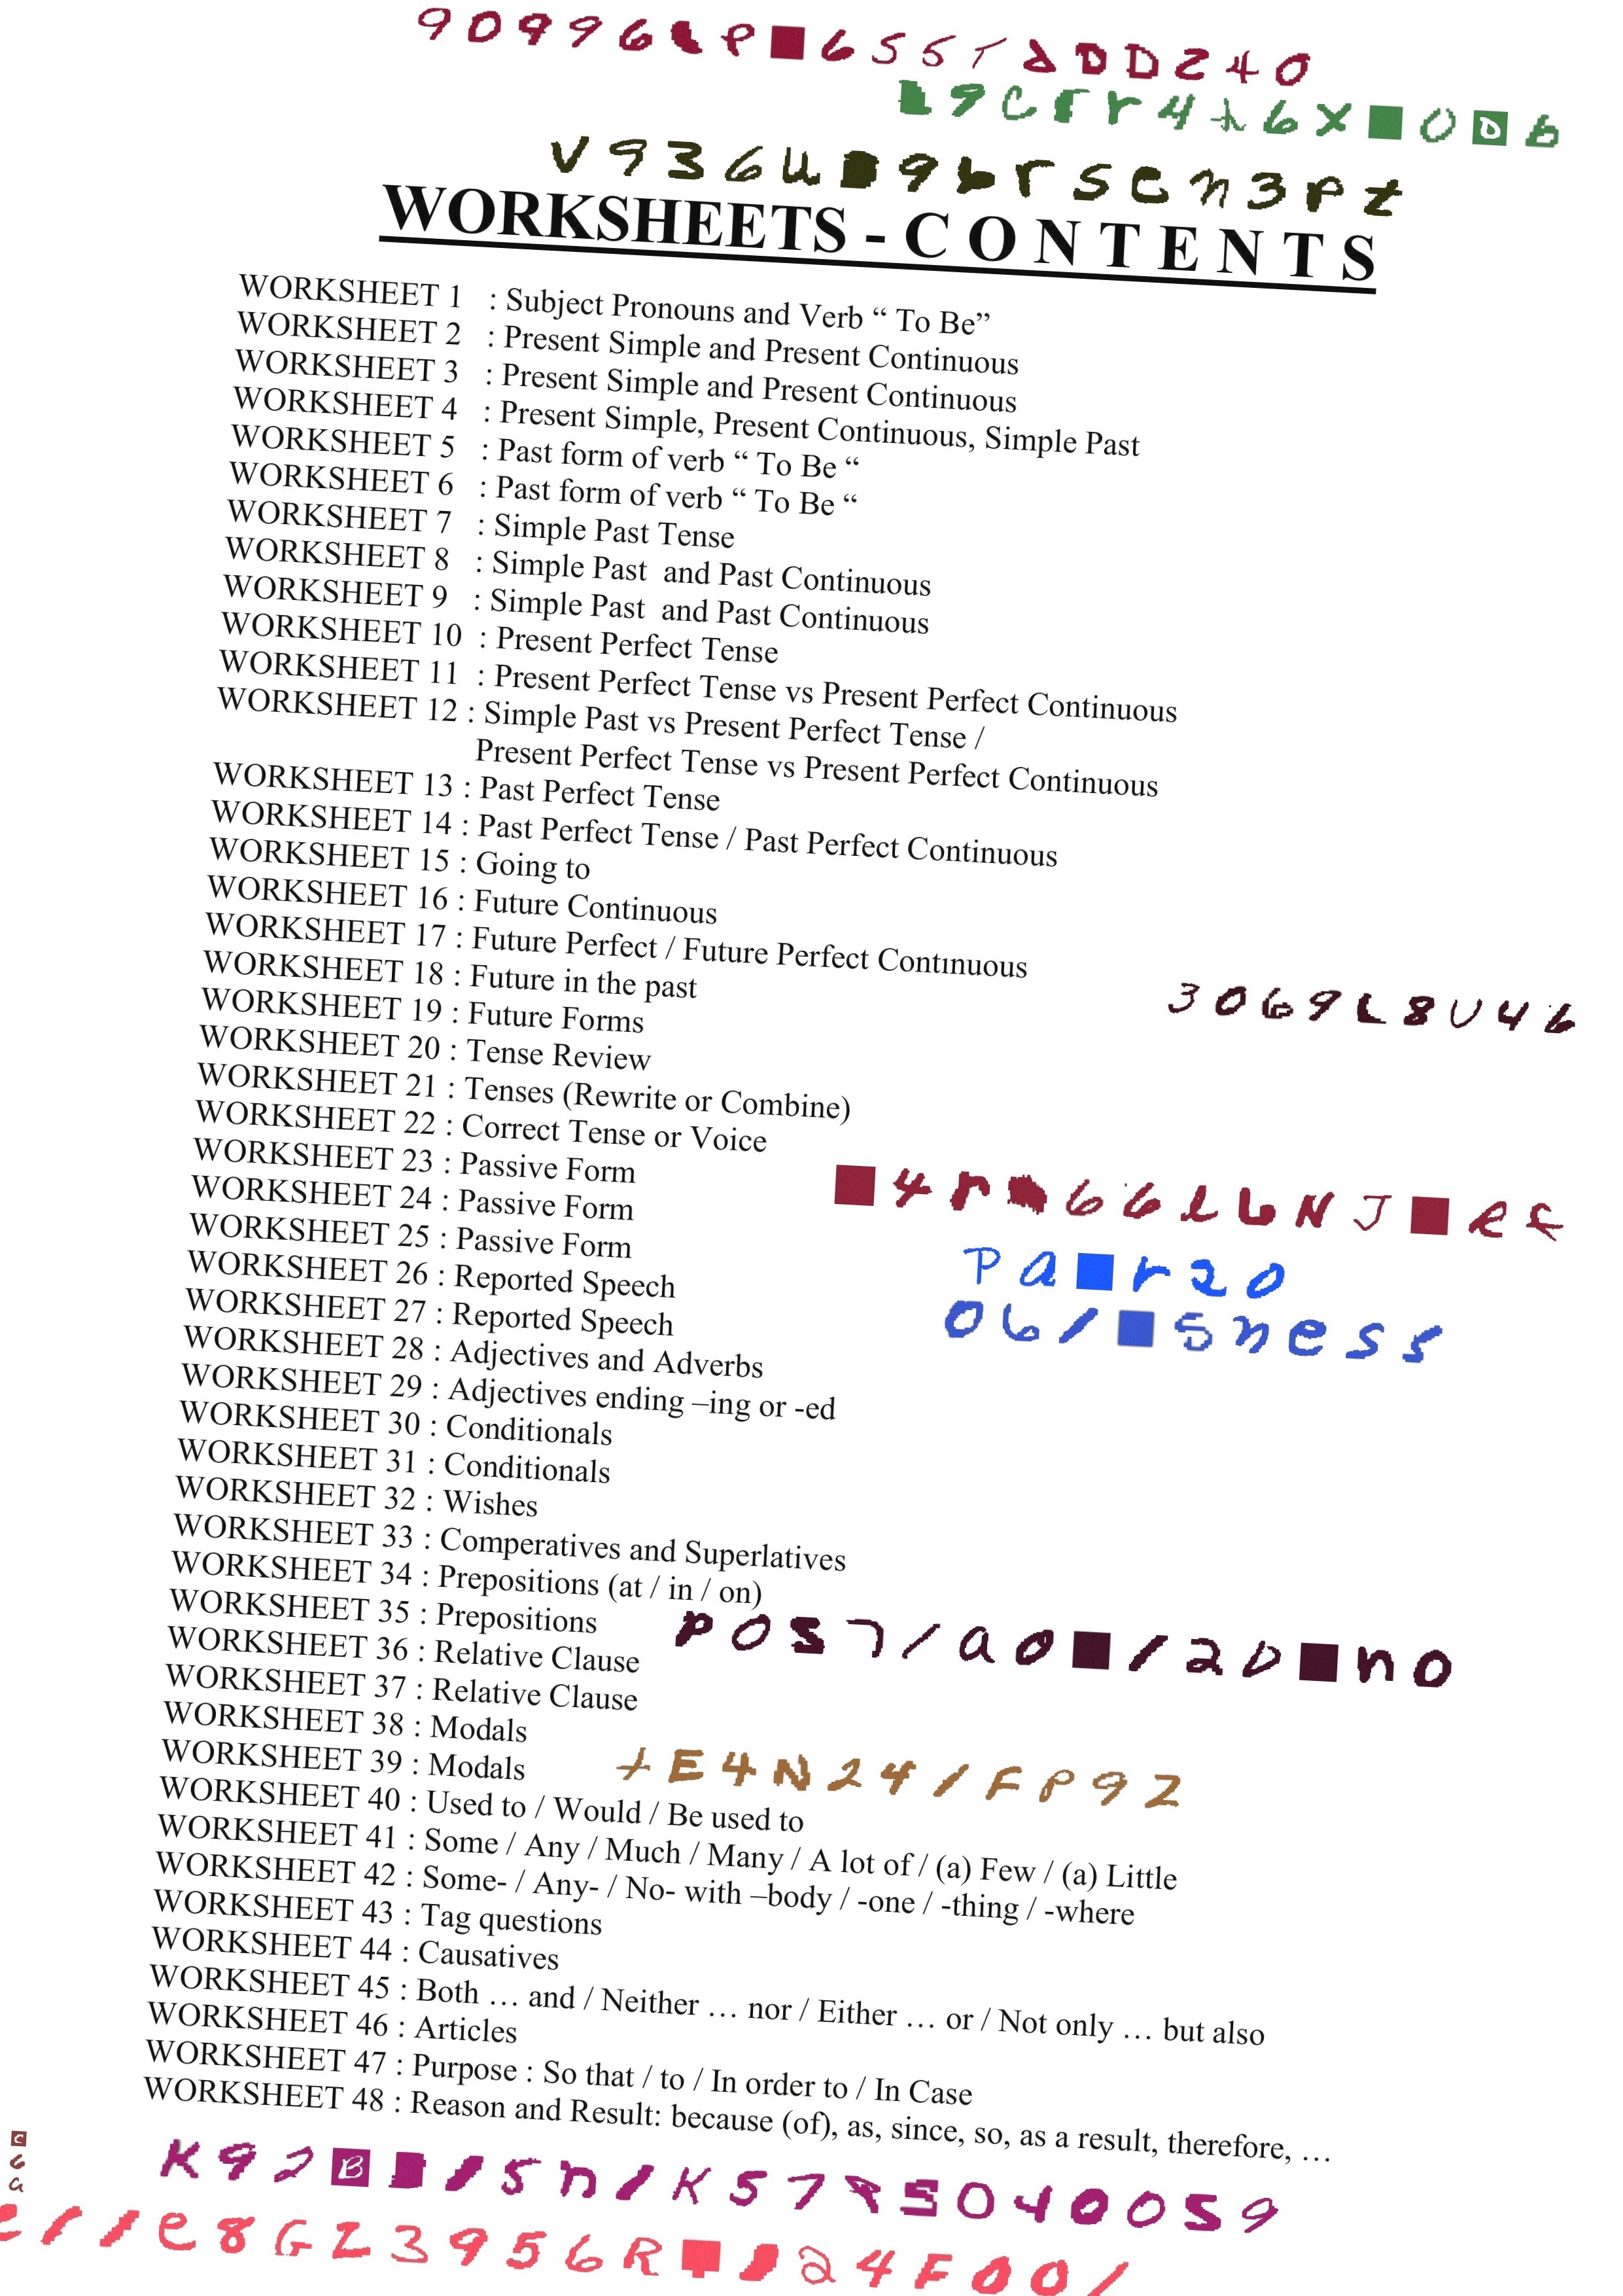 WORKSHEETS - C O N T E N T S
WORKSHEET 1 : Subject Pronouns and Verb “ To Be”
WORKSHEET 2 : Present Simple and Present Continuous
WORKSHEET 3 : Present Simple and Present Continuous
WORKSHEET 4 : Present Simple, Present Continuous, Simple Past
WORKSHEET 5 : Past form of verb “ To Be “
WORKSHEET 6 : Past form of verb “ To Be “
WORKSHEET 7 : Simple Past Tense
WORKSHEET 8 : Simple Past and Past Continuous
WORKSHEET 9 : Simple Past and Past Continuous
WORKSHEET 10 : Present Perfect Tense
WORKSHEET 11 : Present Perfect Tense vs Present Perfect Continuous
WORKSHEET 12 : Simple Past vs Present Perfect Tense /
Present Perfect Tense vs Present Perfect Continuous
WORKSHEET 13 : Past Perfect Tense
WORKSHEET 14 : Past Perfect Tense / Past Perfect Continuous
WORKSHEET 15 : Going to
WORKSHEET 16 : Future Continuous
WORKSHEET 17 : Future Perfect / Future Perfect Contınuous
WORKSHEET 18 : Future in the past
WORKSHEET 19 : Future Forms
3069L8U46
WORKSHEET 20 : Tense Review
WORKSHEET 21 : Tenses (Rewrite or Combine)
WORKSHEET 22 : Correct Tense or Voice
WORKSHEET 23 : Passive Form
WORKSHEET 24 : Passive Form
WORKSHEET 25 : Passive Form
WORKSHEET 26 : Reported Speech
WORKSHEET 27 : Reported Speech
WORKSHEET 28 : Adjectives and Adverbs
WORKSHEET 29 : Adjectives ending –ing or -ed
WORKSHEET 30 : Conditionals
WORKSHEET 31 : Conditionals
WORKSHEET 32 : Wishes
WORKSHEET 33 : Comperatives and Superlatives
WORKSHEET 34 : Prepositions (at / in / on)
WORKSHEET 35 : Prepositions
WORKSHEET 36 : Relative Clause
WORKSHEET 37 : Relative Clause
WORKSHEET 38 : Modals
WORKSHEET 39 : Modals
WORKSHEET 40 : Used to / Would / Be used to
WORKSHEET 41 : Some / Any / Much / Many / A lot of / (a) Few / (a) Little
WORKSHEET 42 : Some- / Any- / No- with –body / -one / -thing / -where
WORKSHEET 43 : Tag questions
WORKSHEET 44 : Causatives
WORKSHEET 45 : Both … and / Neither … nor / Either … or / Not only … but also
WORKSHEET 46 : Articles
WORKSHEET 47 : Purpose : So that / to / In order to / In Case
WORKSHEET 48 : Reason and Result: because (of), as, since, so, as a result, therefore, …